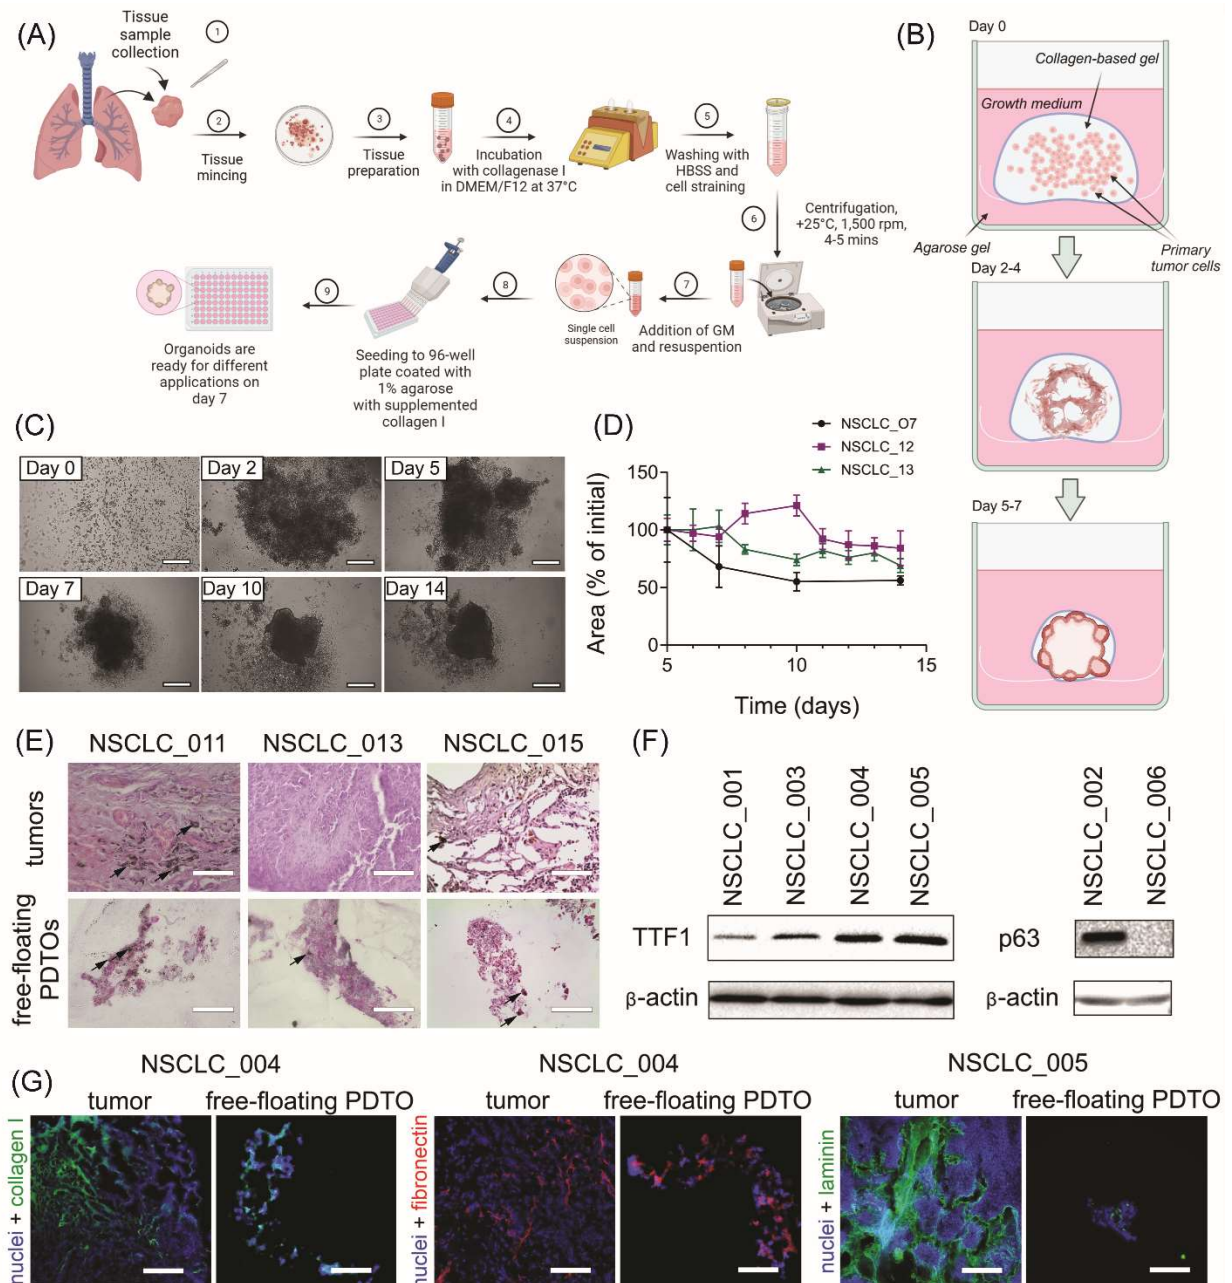 (A)
Tissue
sample
collection
1
2
Tissue
mincing
3
Tissue
preparation
4
Incubation
with collagenase I
in DMEM/F12 at 37°C
5
Washing with
HBSS and
cell straining
6
Centrifugation,
+25°C, 1,500 rpm,
4-5 mins
7
Addition of GM
and resuspention
Single cell
suspension
8
Seeding to 96-well
plate coated with
1% agarose
with supplemented
collagen I
9
Organoids are
ready for different
applications on
day 7
(B)
Day 0
Collagen-based gel
Growth medium
Agarose gel
Primary
tumor cells
Day 2-4
Day 5-7
(C)
Day 0
Day 2
Day 5
Day 7
Day 10
Day 14
(D)
NSCLC_O7
NSCLC_12
NSCLC_13
Area (% of initial)
150
100
50
0
5
10
15
Time (days)
(E)
NSCLC_011
NSCLC_013
NSCLC_015
tumors
free-floating
PDTOs
(F)
NSCLC_001
NSCLC_003
NSCLC_004
NSCLC_005
NSCLC_002
NSCLC_006
TTF1
p63
β-actin
β-actin
(G)
NSCLC_004
NSCLC_004
NSCLC_005
tumor
free-floating PDTO
tumor
free-floating PDTO
tumor
free-floating PDTO
nuclei + collagen I
nuclei + fibronectin
nuclei + laminin